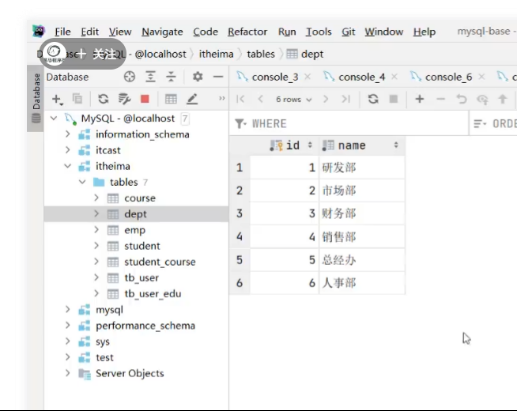 File Edit View Navigate Code Refactor Run Tools Git Window Help mysql-base
+ 关注 @localhost itheima tables dept
Database console_3 console_4 console_6
Database
6 rows
MySQL - @localhost 7
WHERE
information_schema
id name
itcast
itheima
1 1 研发部
tables 7
2 2 市场部
course
dept
3 3 财务部
emp
4 4 销售部
student
student_course
5 5 总经办
tb_user
6 6 人事部
tb_user_edu
mysql
performance_schema
sys
test
Server Objects